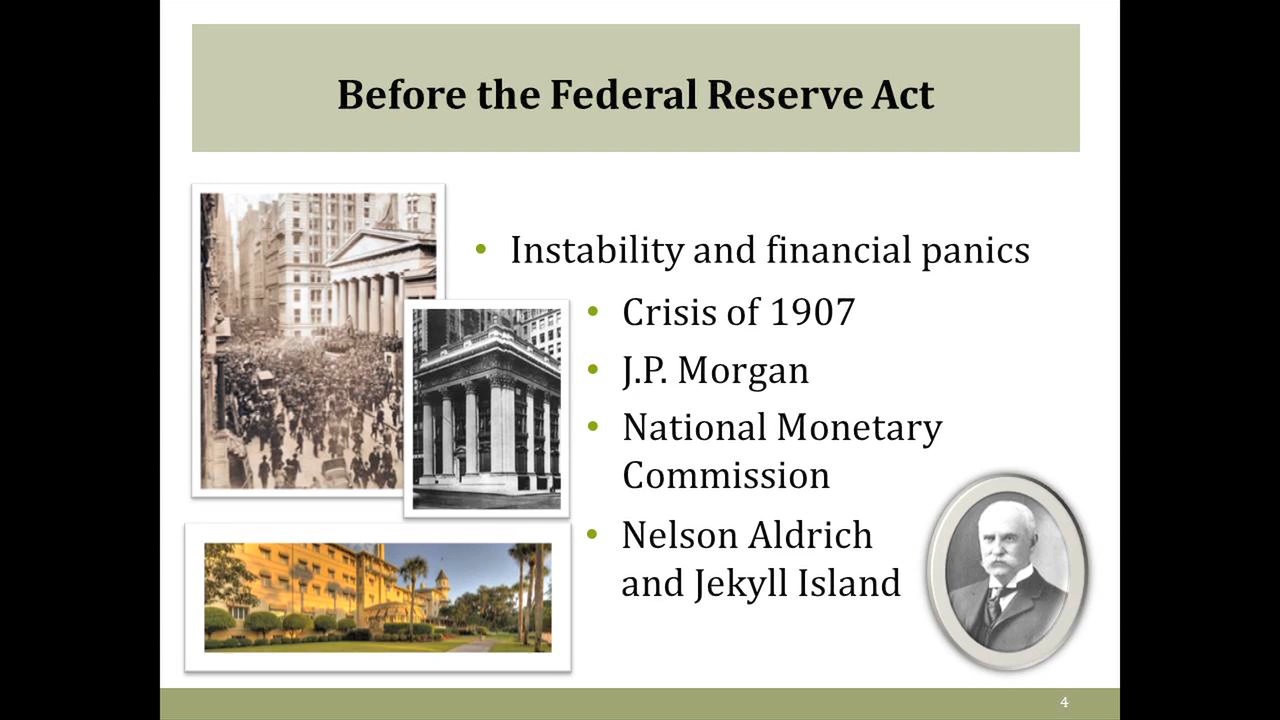 Before the Federal Reserve Act
• Instability and financial panics
• Crisis of 1907
• J.P. Morgan
• National Monetary
Commission
• Nelson Aldrich
and Jekyll Island
4